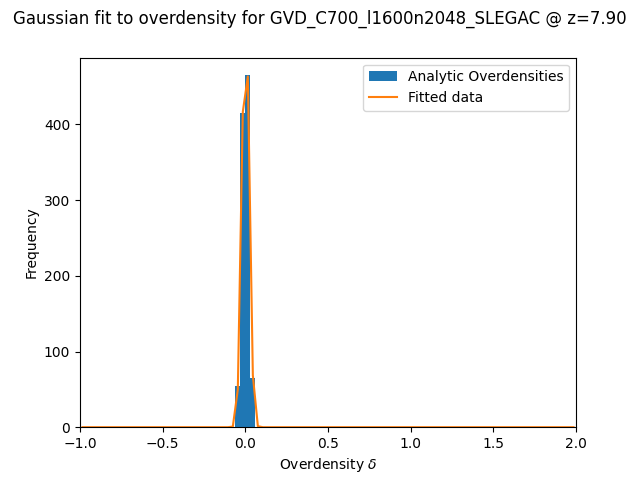 Gaussian fit to overdensity for GVD_C700_l1600n2048_SLEGAC @ z=7.90
Analytic Overdensities
Fitted data
Frequency
400
300
200
100
0
−1.0 −0.5 0.0 0.5 1.0 1.5 2.0
Overdensity δ